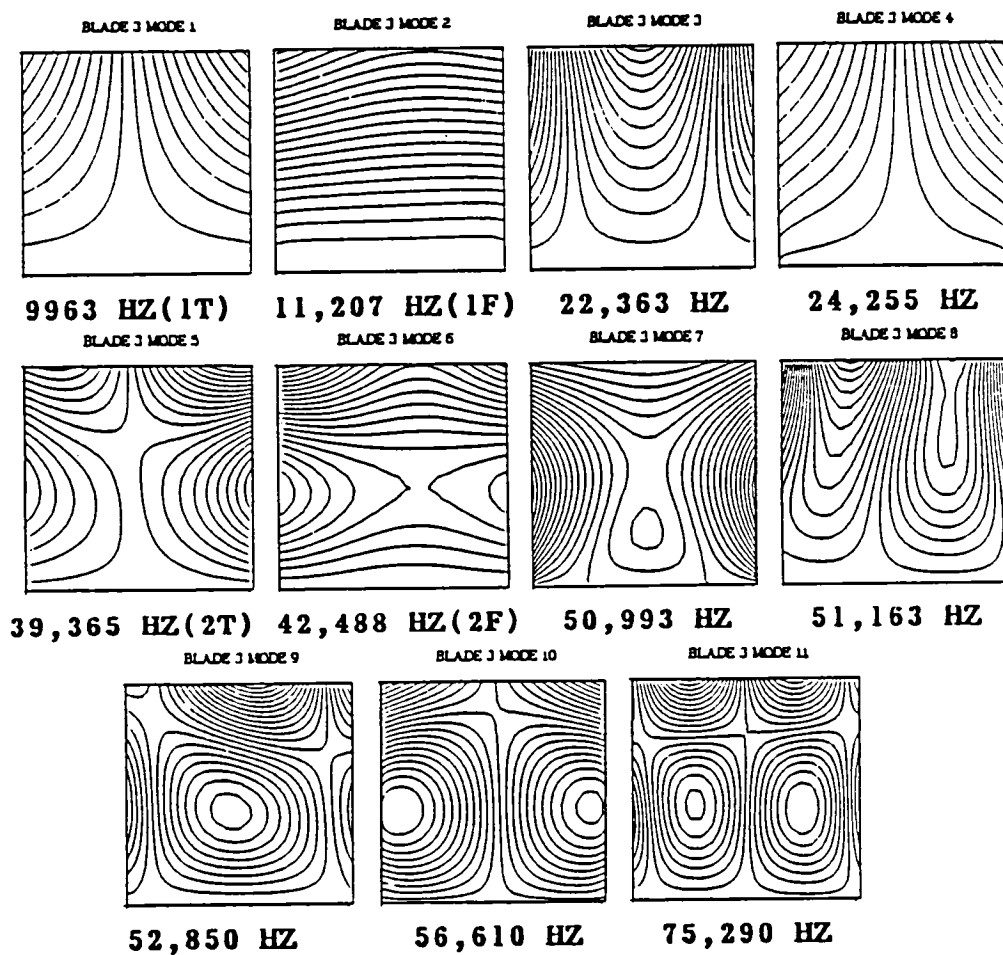 BLADE 3 MODE 1
BLADE 3 MODE 2
BLADE 3 MODE 3
BLADE 3 MODE 4
9963 HZ(1T)
11,207 HZ(1F)
22,363 HZ
24,255 HZ
BLADE 3 MODE 5
BLADE 3 MODE 6
BLADE 3 MODE 7
BLADE 3 MODE 8
39,365 HZ(2T)
42,488 HZ(2F)
50,993 HZ
51,163 HZ
BLADE 3 MODE 9
BLADE 3 MODE 10
BLADE 3 MODE 11
52,850 HZ
56,610 HZ
75,290 HZ